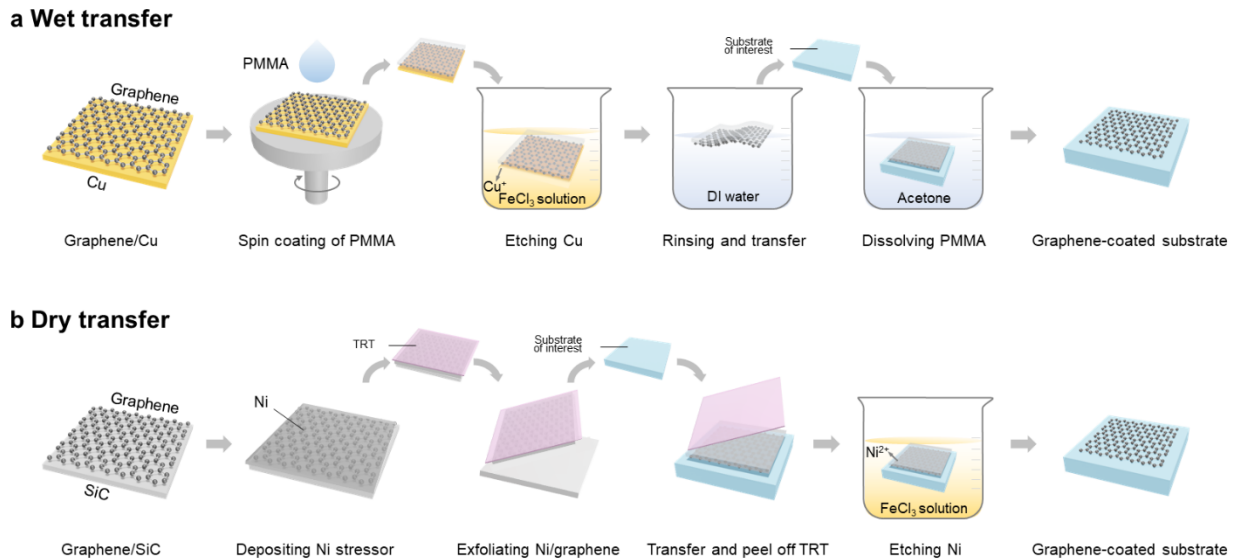 a Wet transfer
PMMA
Substrate
of interest
Graphene
Cu
Cu⁺
FeCl₃ solution
DI water
Acetone
Graphene/Cu
Spin coating of PMMA
Etching Cu
Rinsing and transfer
Dissolving PMMA
Graphene-coated substrate
b Dry transfer
TRT
Substrate
of interest
Graphene
Ni
SiC
Ni²⁺
FeCl₃ solution
Graphene/SiC
Depositing Ni stressor
Exfoliating Ni/graphene
Transfer and peel off TRT
Etching Ni
Graphene-coated substrate